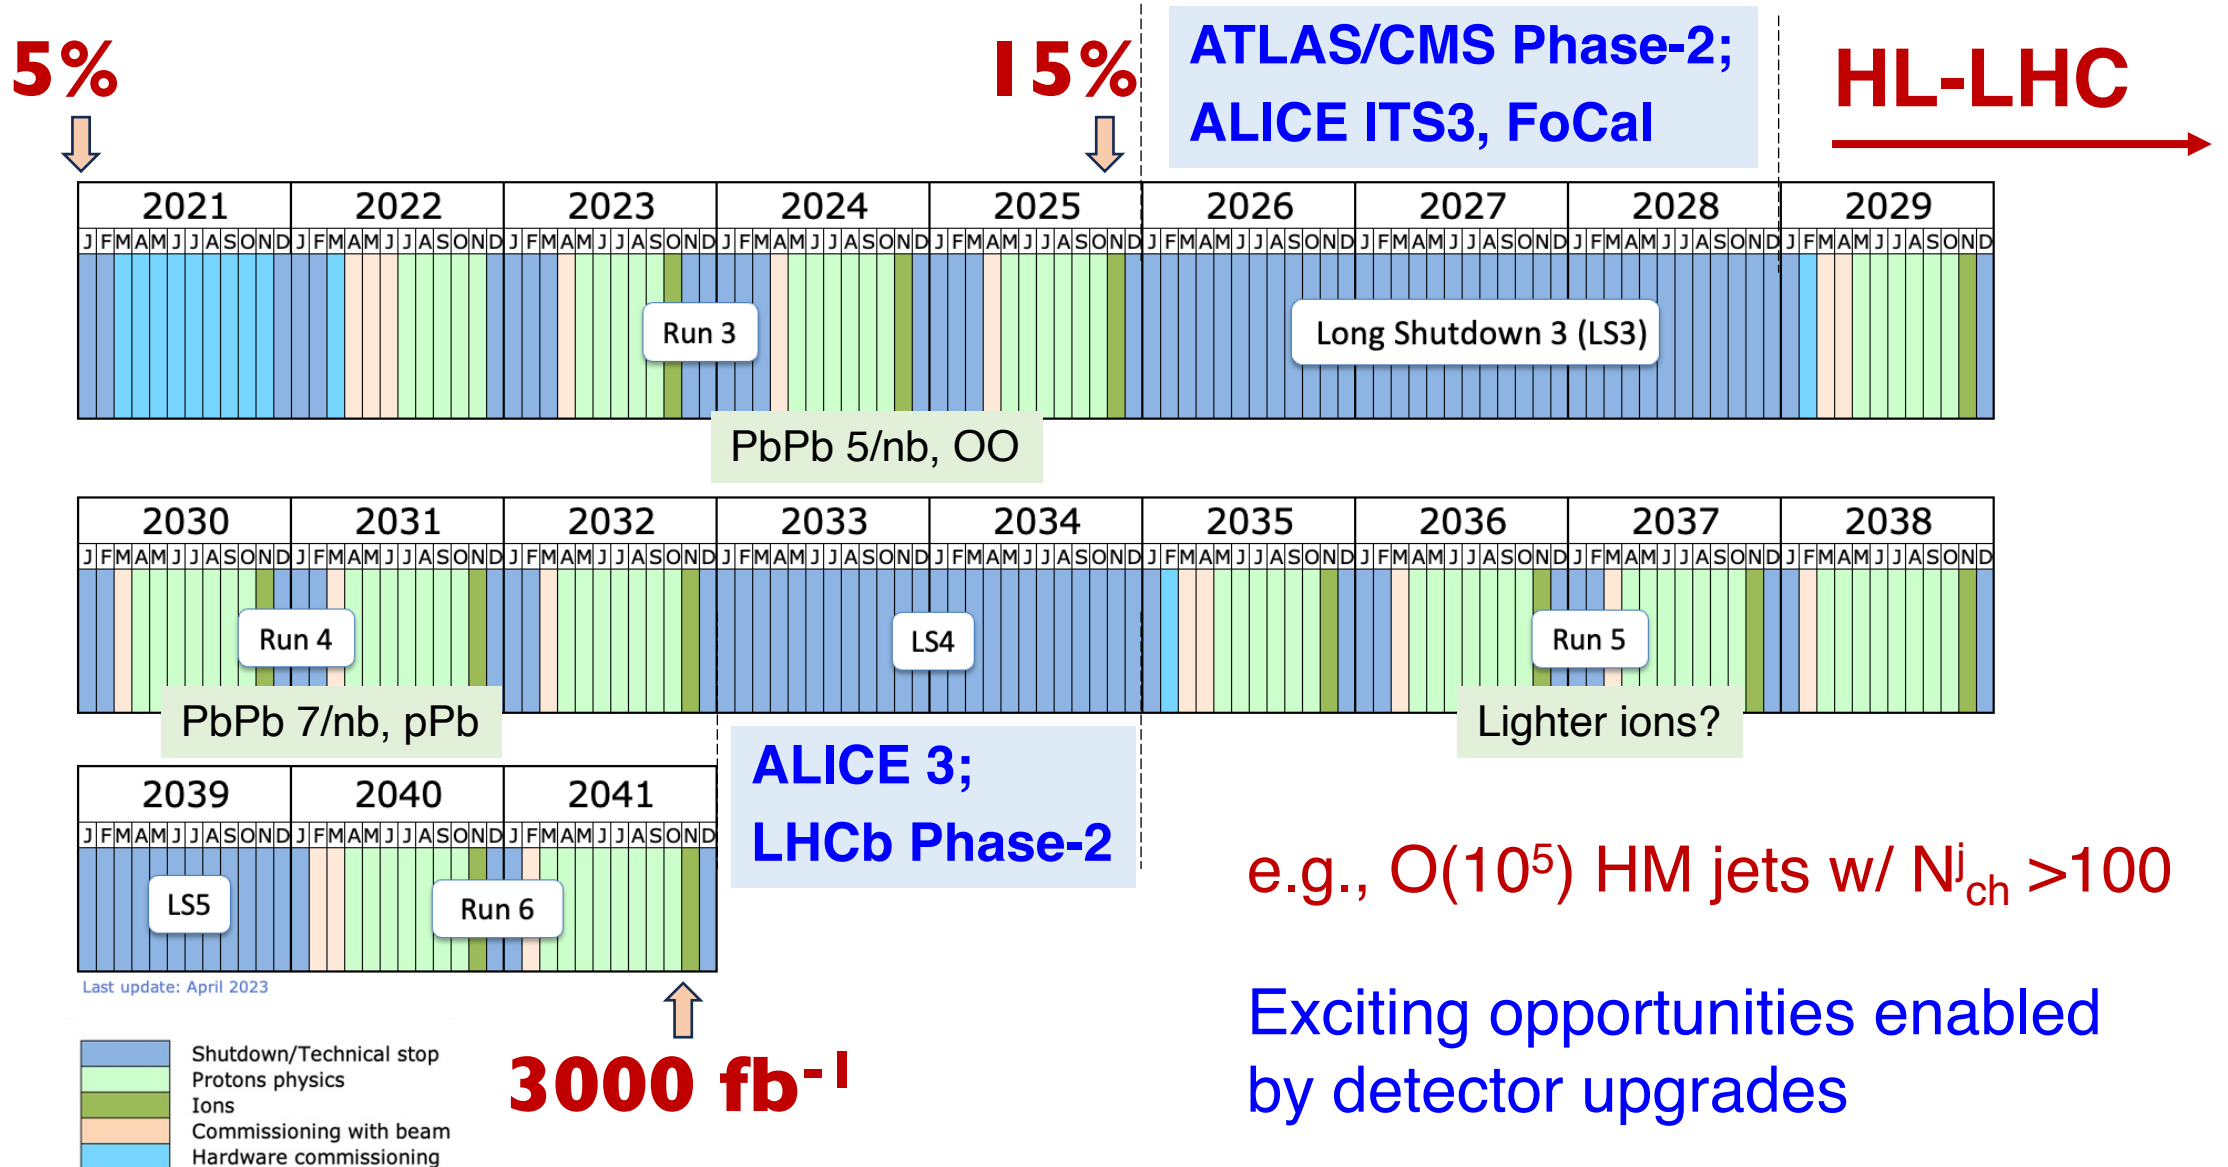 5%
15%
ATLAS/CMS Phase-2;
ALICE ITS3, FoCal
HL-LHC
2021 2022 2023 2024 2025 2026 2027 2028 2029
J F M A M J J A S O N D J F M A M J J A S O N D J F M A M J J A S O N D J F M A M J J A S O N D J F M A M J J A S O N D J F M A M J J A S O N D J F M A M J J A S O N D J F M A M J J A S O N D J F M A M J J A S O N D
Run 3
Long Shutdown 3 (LS3)
PbPb 5/nb, OO
2030 2031 2032 2033 2034 2035 2036 2037 2038
J F M A M J J A S O N D J F M A M J J A S O N D J F M A M J J A S O N D J F M A M J J A S O N D J F M A M J J A S O N D J F M A M J J A S O N D J F M A M J J A S O N D J F M A M J J A S O N D J F M A M J J A S O N D
Run 4
LS4
Run 5
PbPb 7/nb, pPb
Lighter ions?
ALICE 3;
LHCb Phase-2
2039 2040 2041
J F M A M J J A S O N D J F M A M J J A S O N D J F M A M J J A S O N D
LS5
Run 6
Last update: April 2023
e.g., O(10⁵) HM jets w/ Nʲ_ch >100
Exciting opportunities enabled
by detector upgrades
3000 fb⁻¹
Shutdown/Technical stop
Protons physics
Ions
Commissioning with beam
Hardware commissioning